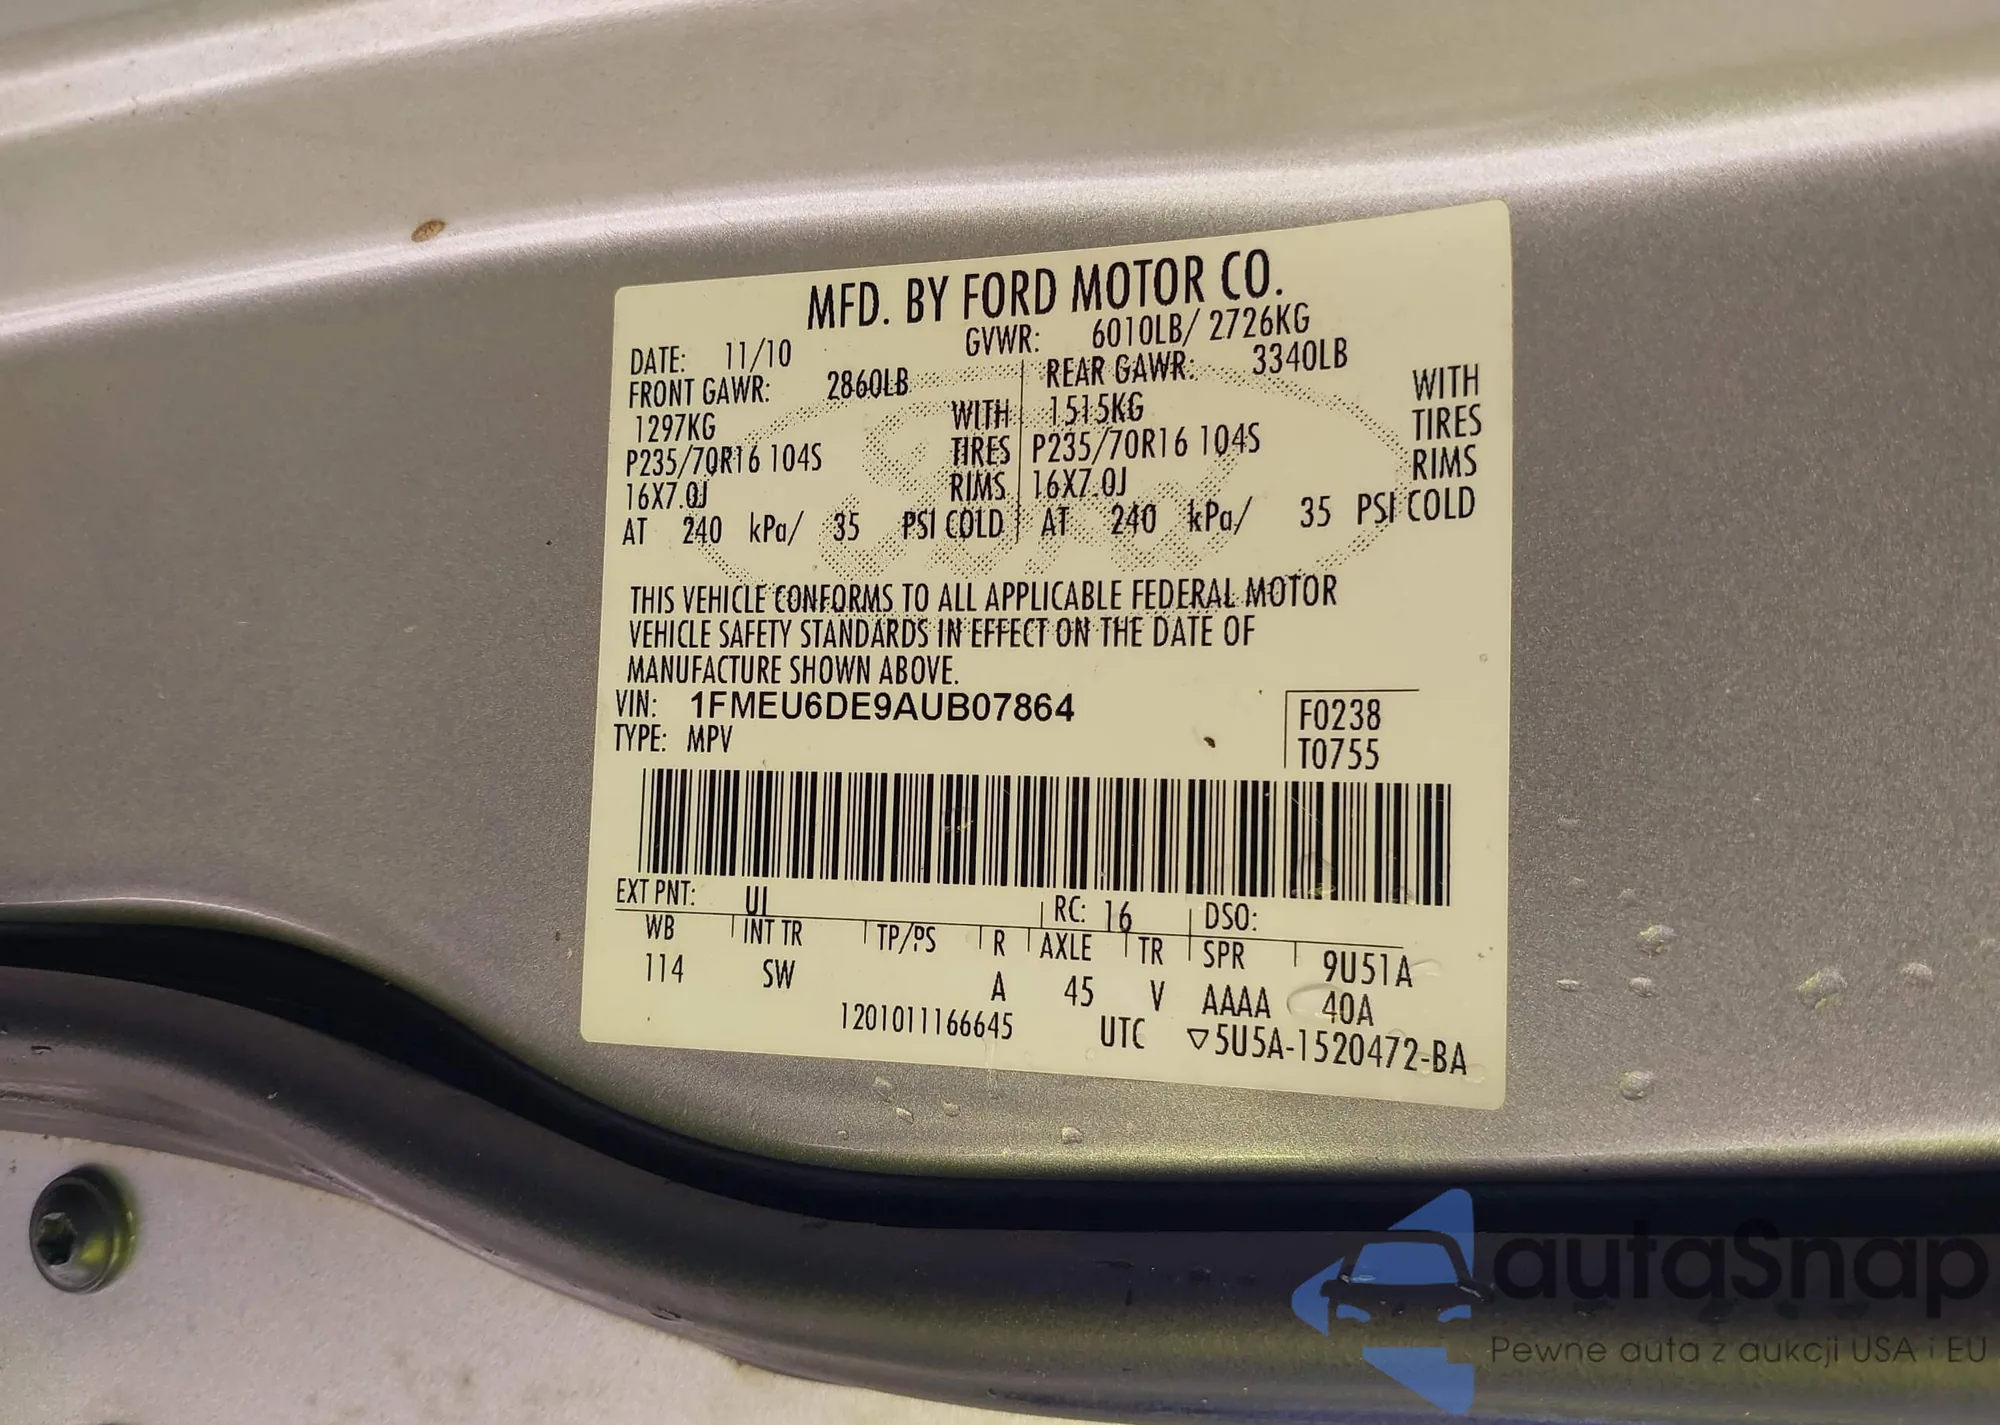 MFD. BY FORD MOTOR CO.
DATE: 11/10 GVWR: 6010LB/ 2726KG
FRONT GAWR: 2860LB REAR GAWR: 3340LB
1297KG WITH 1515KG WITH
P235/70R16 104S TIRES P235/70R16 104S TIRES
16X7.0J RIMS 16X7.0J RIMS
AT 240 kPa/ 35 PSI COLD AT 240 kPa/ 35 PSI COLD
THIS VEHICLE CONFORMS TO ALL APPLICABLE FEDERAL MOTOR
VEHICLE SAFETY STANDARDS IN EFFECT ON THE DATE OF
MANUFACTURE SHOWN ABOVE.
VIN: 1FMEU6DE9AUB07864 F0238
TYPE: MPV T0755
EXT PNT: UJ RC: 16 DSO:
WB INT TR TP/PS R AXLE TR SPR 9U51A
114 SW A 45 V AAAA 40A
1201011166645 UTC ▽5U5A-1520472-BA
autaSnap
Pewne auta z aukcji USA i EU